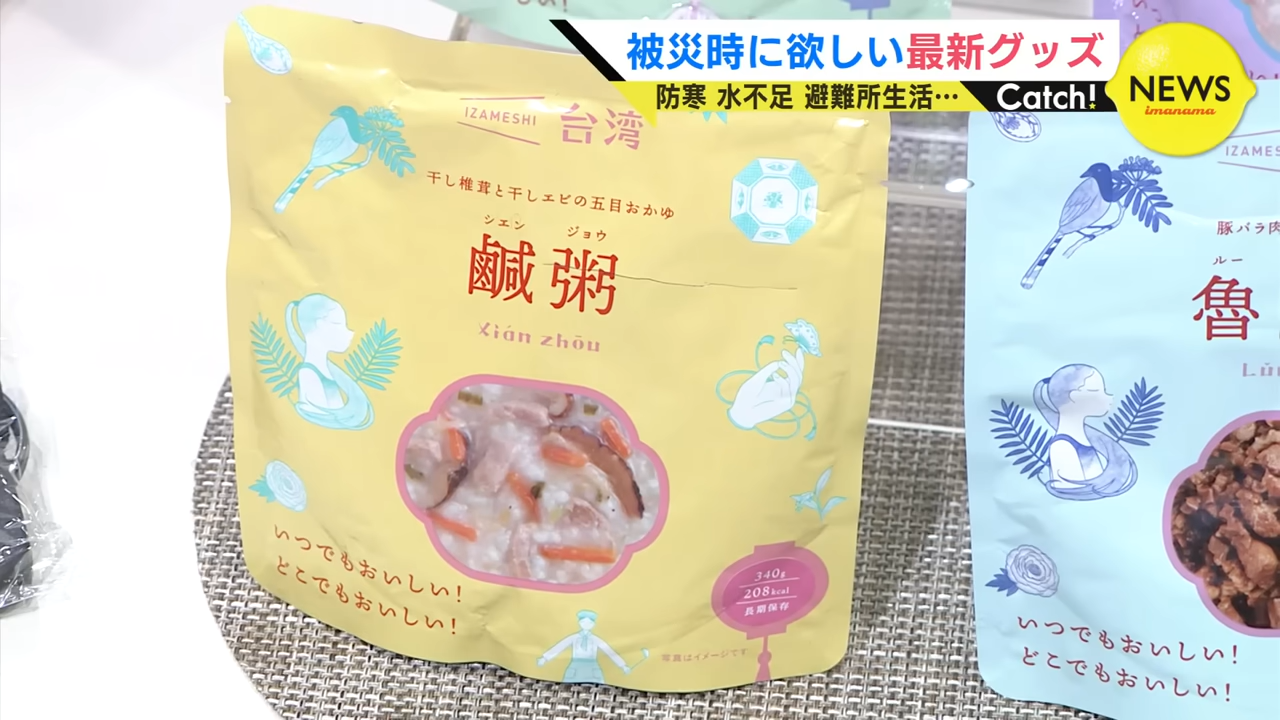 被災時に欲しい最新グッズ
防寒 水不足 避難所生活…
Catch!
NEWS
imanama
IZAMESHI
台湾
干し椎茸と干しエビの五目おかゆ
シエン ジョウ
鹹粥
Xián zhōu
いつでもおいしい!
どこでもおいしい!
340g
208kcal
長期保存
写真はイメージです
IZAMES
豚バラ肉
ルー
魯
Lǔ
いつでもおいしい!
どこでもおいしい!